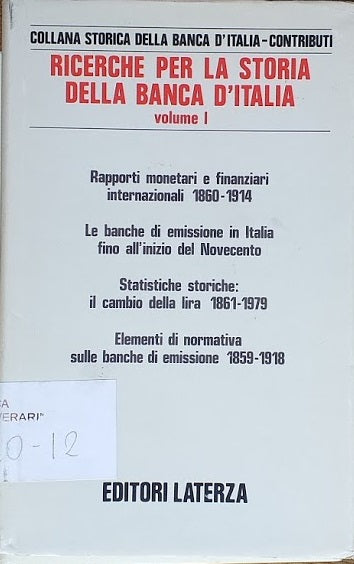 COLLANA STORICA DELLA BANCA D'ITALIA-CONTRIBUTI
RICERCHE PER LA STORIA
DELLA BANCA D'ITALIA
volume I
Rapporti monetari e finanziari
internazionali 1860-1914
Le banche di emissione in Italia
fino all'inizio del Novecento
Statistiche storiche:
il cambio della lira 1861-1979
Elementi di normativa
sulle banche di emissione 1859-1918
EDITORI LATERZA